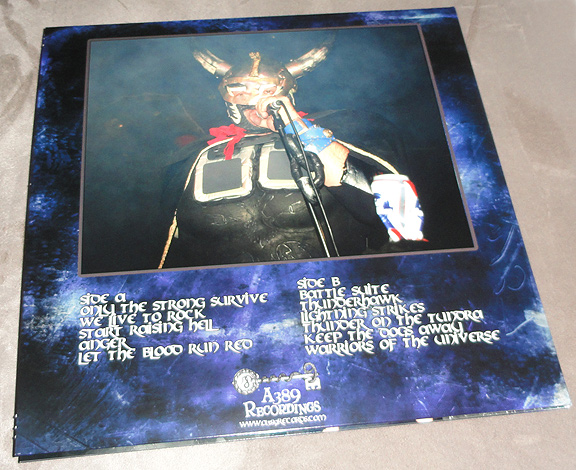 SIDE A
ONLY THE STRONG SURVIVE
WE LIVE TO ROCK
START RAISING HELL
ANGER
LET THE BLOOD RUN RED
SIDE B
BATTLE SUITE
THUNDERHAWK
LIGHTNING STRIKES
THUNDER ON THE TUNDRA
KEEP THE DOGS AWAY
WARRIORS OF THE UNIVERSE
A389
RECORDINGS